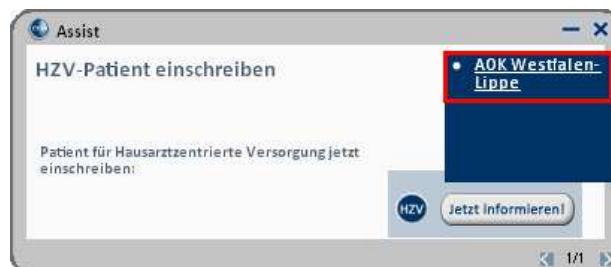 Assist
HZV-Patient einschreiben
• AOK Westfalen-
Lippe
Patient für Hausarztzentrierte Versorgung jetzt
einschreiben:
HZV
Jetzt informieren!
1/1